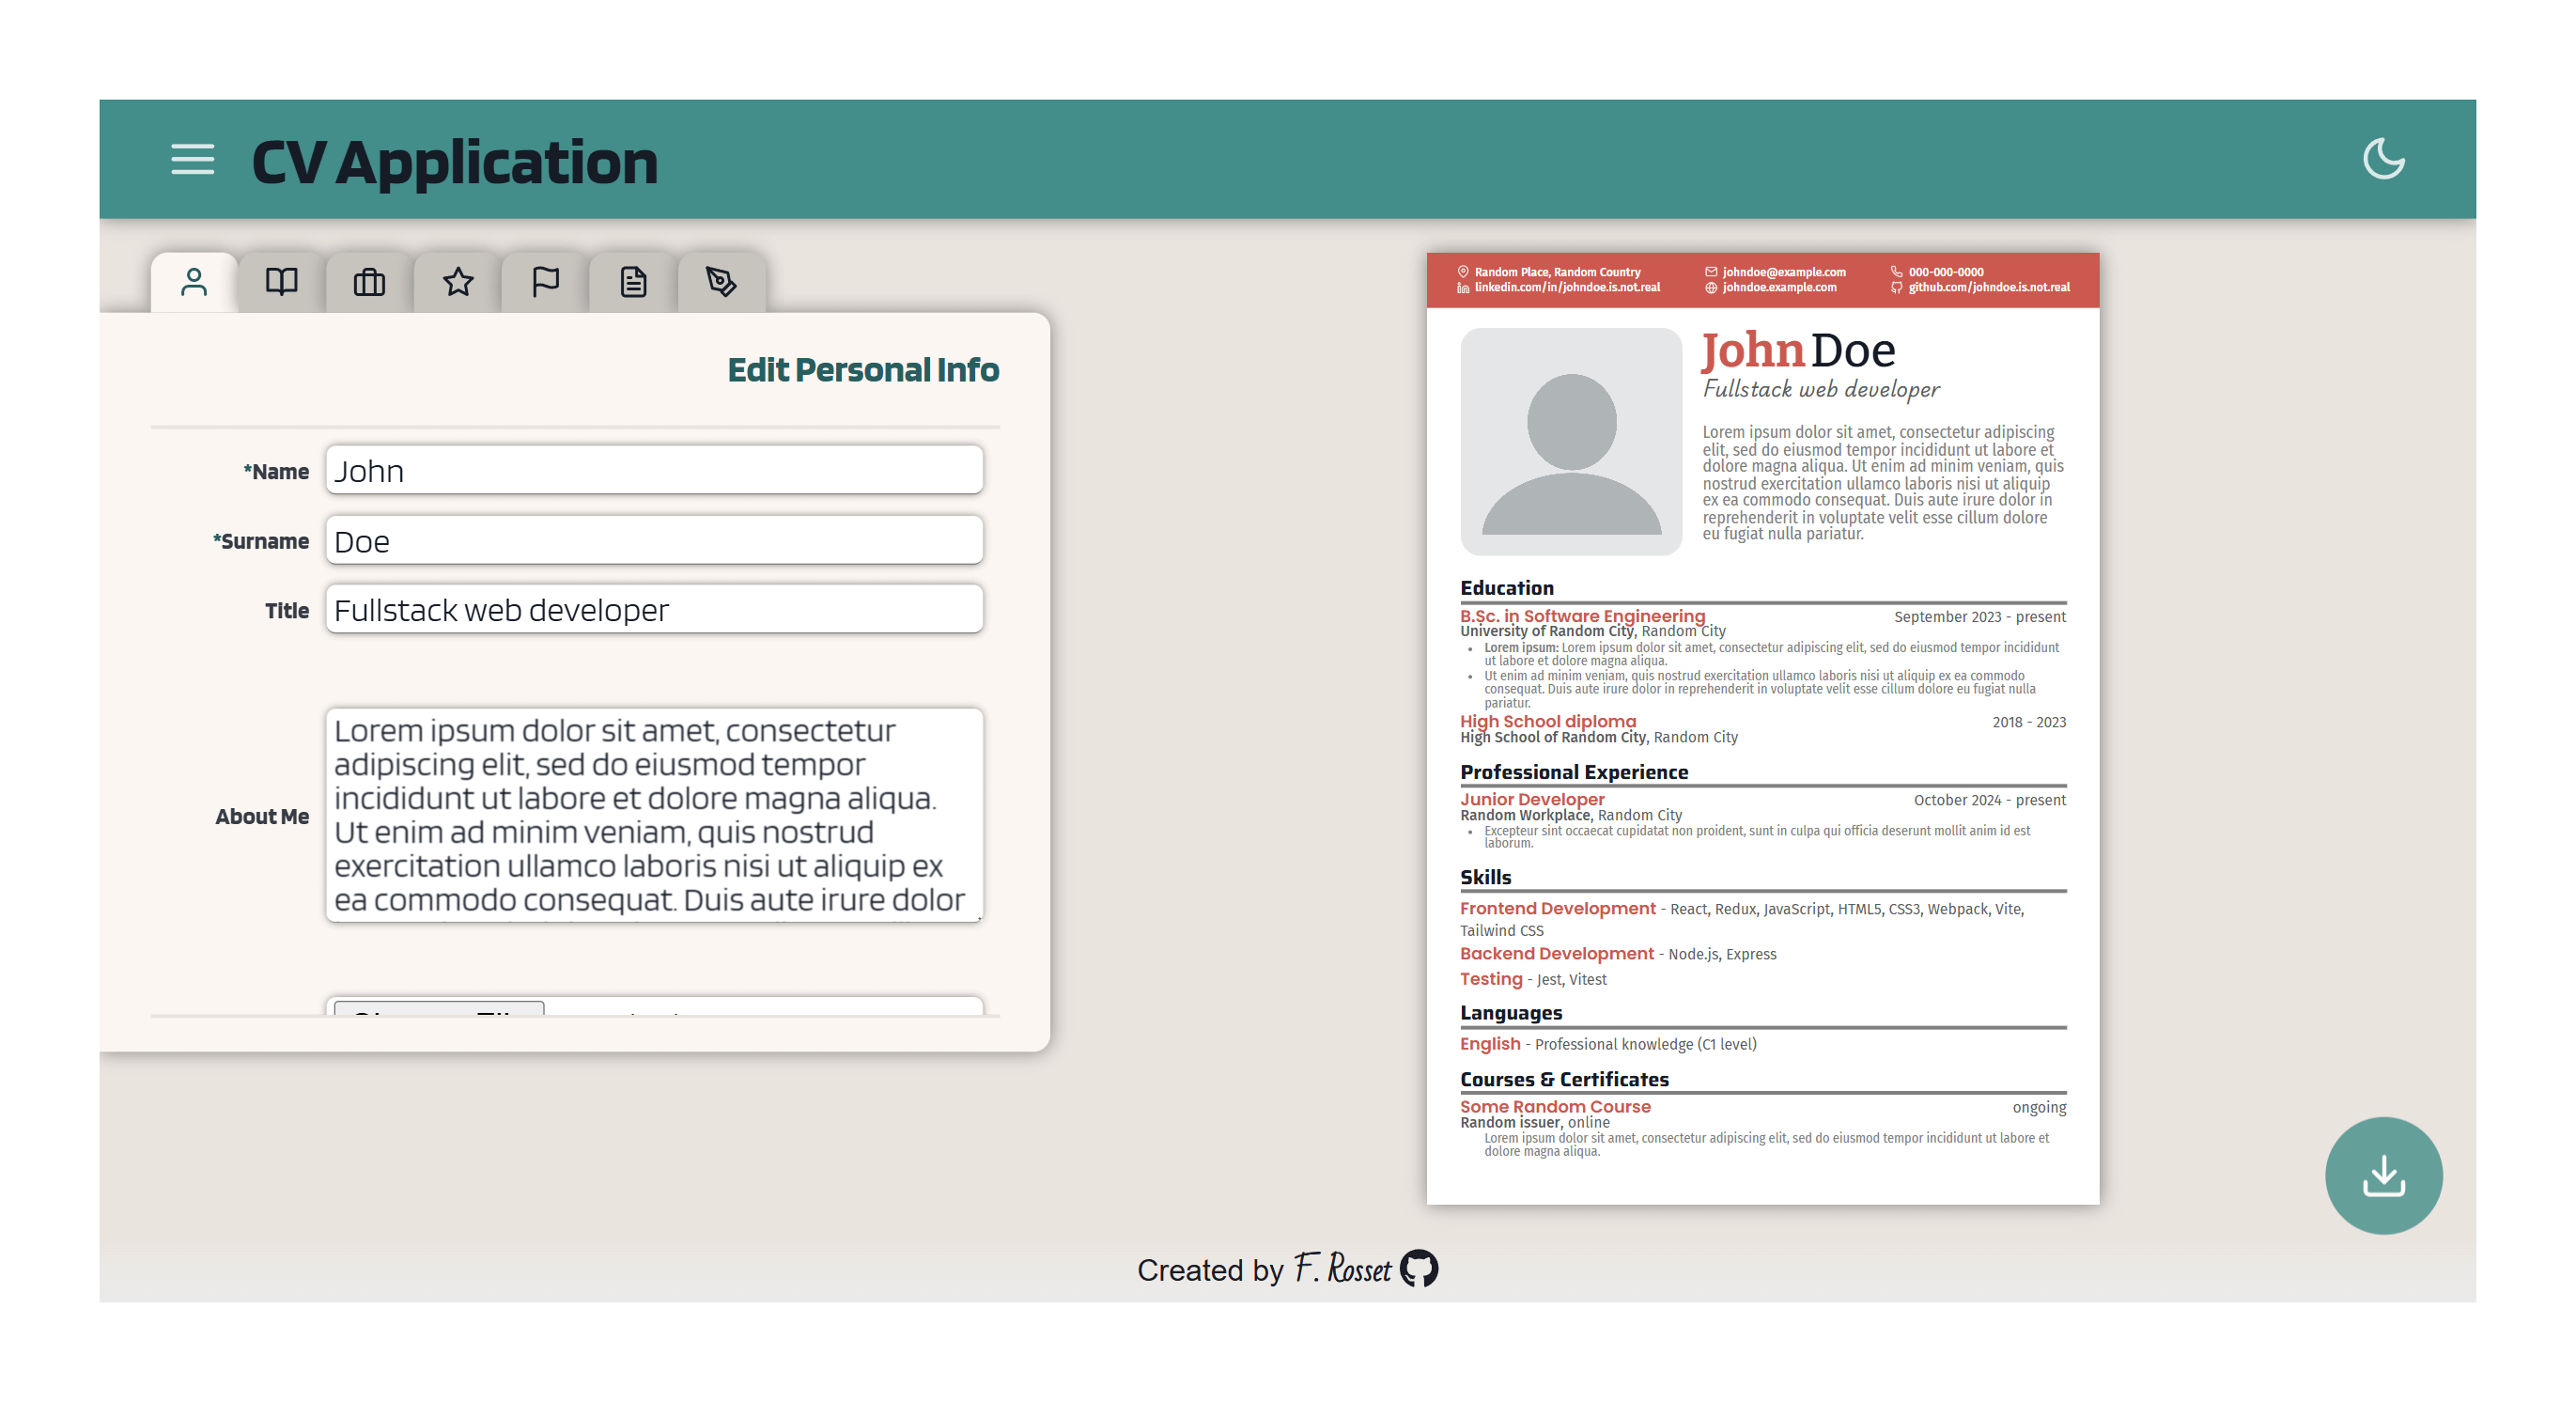 CV Application
Edit Personal Info
*Name
John
*Surname
Doe
Title
Fullstack web developer
About Me
Lorem ipsum dolor sit amet, consectetur
adipiscing elit, sed do eiusmod tempor
incididunt ut labore et dolore magna aliqua.
Ut enim ad minim veniam, quis nostrud
exercitation ullamco laboris nisi ut aliquip ex
ea commodo consequat. Duis aute irure dolor
Random Place, Random Country
johndoe@example.com
000-000-0000
linkedin.com/in/johndoe.is.not.real
johndoe.example.com
github.com/johndoe.is.not.real
John Doe
Fullstack web developer
Lorem ipsum dolor sit amet, consectetur adipiscing
elit, sed do eiusmod tempor incididunt ut labore et
dolore magna aliqua. Ut enim ad minim veniam, quis
nostrud exercitation ullamco laboris nisi ut aliquip
ex ea commodo consequat. Duis aute irure dolor in
reprehenderit in voluptate velit esse cillum dolore
eu fugiat nulla pariatur.
Education
B.Sc. in Software Engineering September 2023 - present
University of Random City, Random City
• Lorem ipsum: Lorem ipsum dolor sit amet, consectetur adipiscing elit, sed do eiusmod tempor incididunt
ut labore et dolore magna aliqua.
• Ut enim ad minim veniam, quis nostrud exercitation ullamco laboris nisi ut aliquip ex ea commodo
consequat. Duis aute irure dolor in reprehenderit in voluptate velit esse cillum dolore eu fugiat nulla
pariatur.
High School diploma 2018 - 2023
High School of Random City, Random City
Professional Experience
Junior Developer October 2024 - present
Random Workplace, Random City
• Excepteur sint occaecat cupidatat non proident, sunt in culpa qui officia deserunt mollit anim id est
laborum.
Skills
Frontend Development - React, Redux, JavaScript, HTML5, CSS3, Webpack, Vite,
Tailwind CSS
Backend Development - Node.js, Express
Testing - Jest, Vitest
Languages
English - Professional knowledge (C1 level)
Courses & Certificates
Some Random Course ongoing
Random issuer, online
Lorem ipsum dolor sit amet, consectetur adipiscing elit, sed do eiusmod tempor incididunt ut labore et
dolore magna aliqua.
Created by F. Rosset